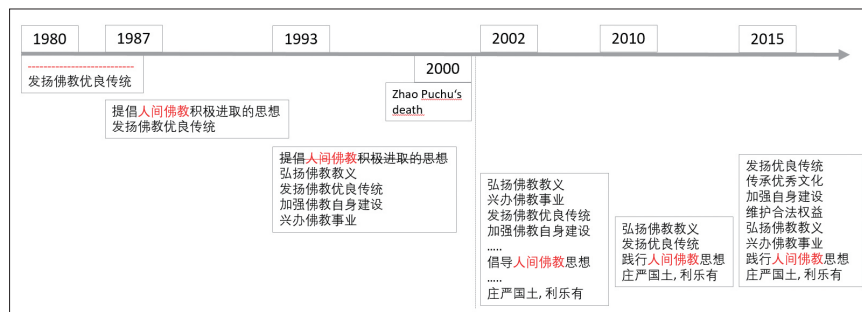 1980
1987
1993
2000
2002
2010
2015
发扬佛教优良传统
提倡人间佛教积极进取的思想
发扬佛教优良传统
提倡人间佛教积极进取的思想
弘扬佛教教义
发扬佛教优良传统
加强佛教自身建设
兴办佛教事业
Zhao Puchu's
death
弘扬佛教教义
兴办佛教事业
发扬佛教优良传统
加强佛教自身建设
.....
倡导人间佛教思想
.....
庄严国土, 利乐有
弘扬佛教教义
发扬优良传统
践行人间佛教思想
庄严国土, 利乐有
发扬优良传统
传承优秀文化
加强自身建设
维护合法权益
弘扬佛教教义
兴办佛教事业
践行人间佛教思想
庄严国土, 利乐有